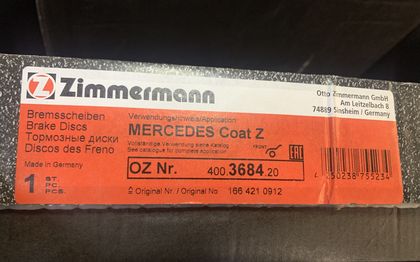 Zimmermann
Otto Zimmermann GmbH
Am Leitzelbach 8
74889 Sinsheim / Germany
Bremsscheiben
Brake Discs
Тормозные диски
Discos des Freno
Made in Germany
1 ST. PC. PCS.
Verwendungshinweis/Application
MERCEDES Coat Z
Vollständige Verwendung siehe Katalog
See catalogue for complete Application
FRONT
EAC
OZ Nr. 400.3684.20
Original Nr. / Original No. 166 421 0912
4 250238 755234